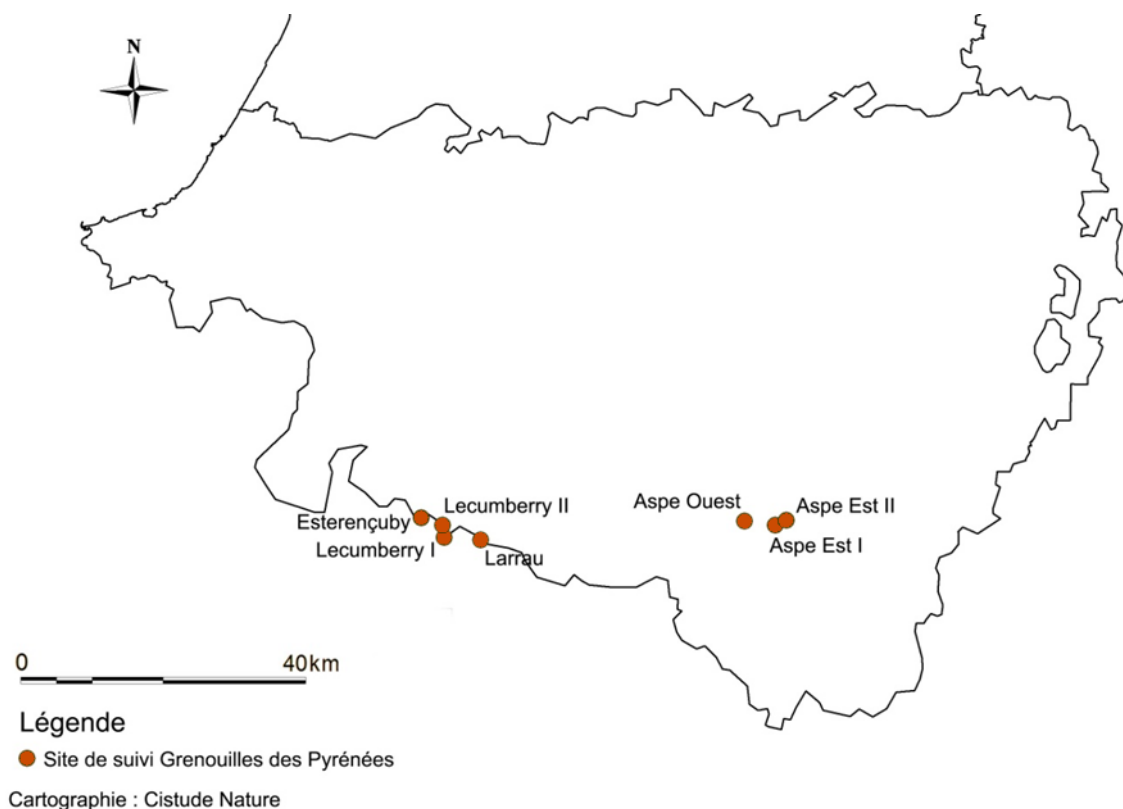 N
Aspe Ouest
Aspe Est II
Lecumberry II
Esterençuby
Aspe Est I
Lecumberry I
Larrau
0 40km
Légende
Site de suivi Grenouilles des Pyrénées
Cartographie : Cistude Nature